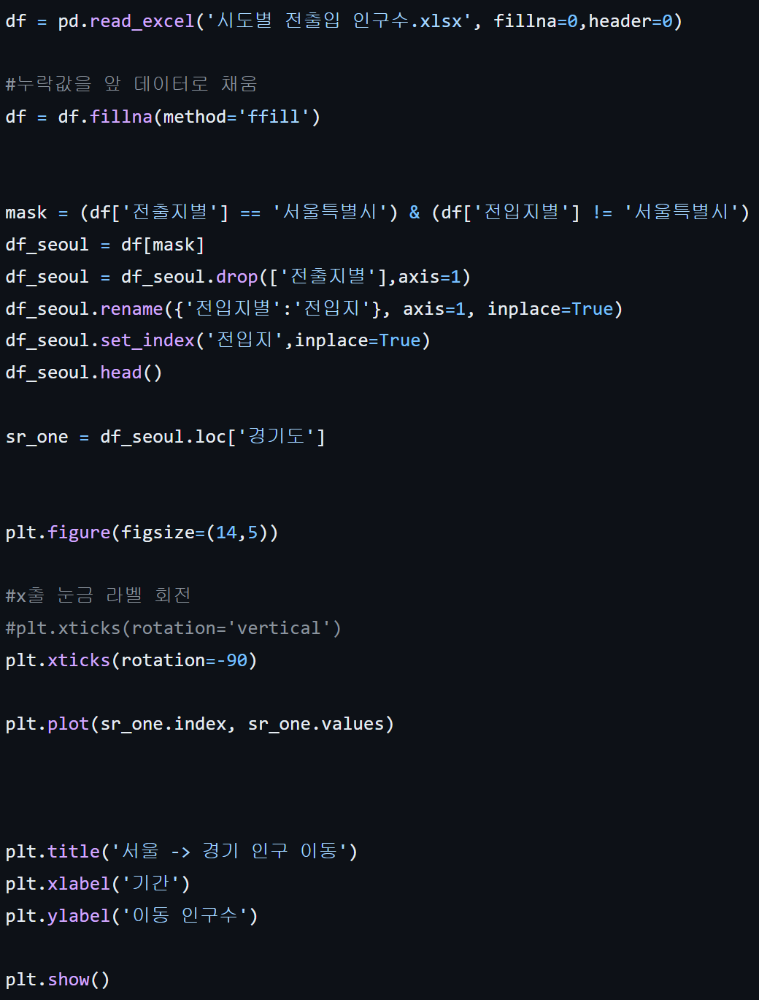 df = pd.read_excel('시도별 전출입 인구수.xlsx', fillna=0,header=0)
#누락값을 앞 데이터로 채움
df = df.fillna(method='ffill')
mask = (df['전출지별'] == '서울특별시') & (df['전입지별'] != '서울특별시')
df_seoul = df[mask]
df_seoul = df_seoul.drop(['전출지별'],axis=1)
df_seoul.rename({'전입지별':'전입지'}, axis=1, inplace=True)
df_seoul.set_index('전입지',inplace=True)
df_seoul.head()
sr_one = df_seoul.loc['경기도']
plt.figure(figsize=(14,5))
#x출 눈금 라벨 회전
#plt.xticks(rotation='vertical')
plt.xticks(rotation=-90)
plt.plot(sr_one.index, sr_one.values)
plt.title('서울 -> 경기 인구 이동')
plt.xlabel('기간')
plt.ylabel('이동 인구수')
plt.show()